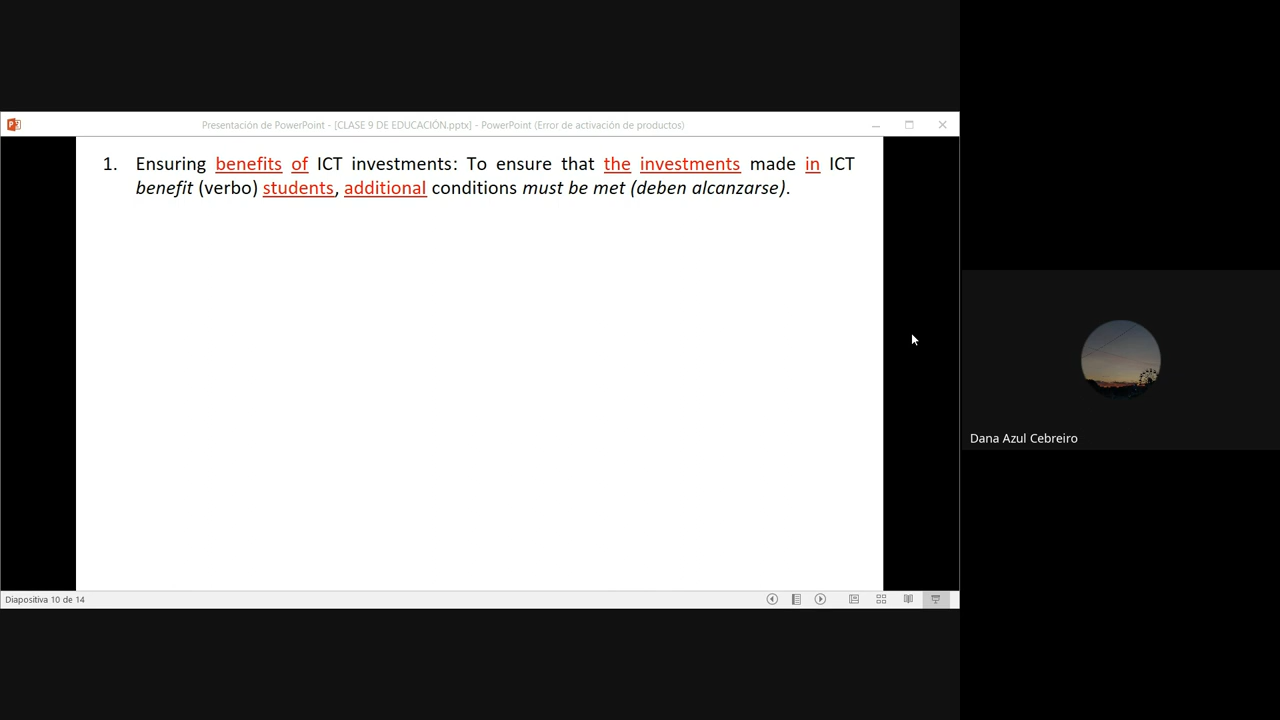 Presentación de PowerPoint - [CLASE 9 DE EDUCACIÓN.pptx] - PowerPoint (Error de activación de productos)
1. Ensuring benefits of ICT investments: To ensure that the investments made in ICT
benefit (verbo) students, additional conditions must be met (deben alcanzarse).
Dana Azul Cebreiro
Diapositiva 10 de 14